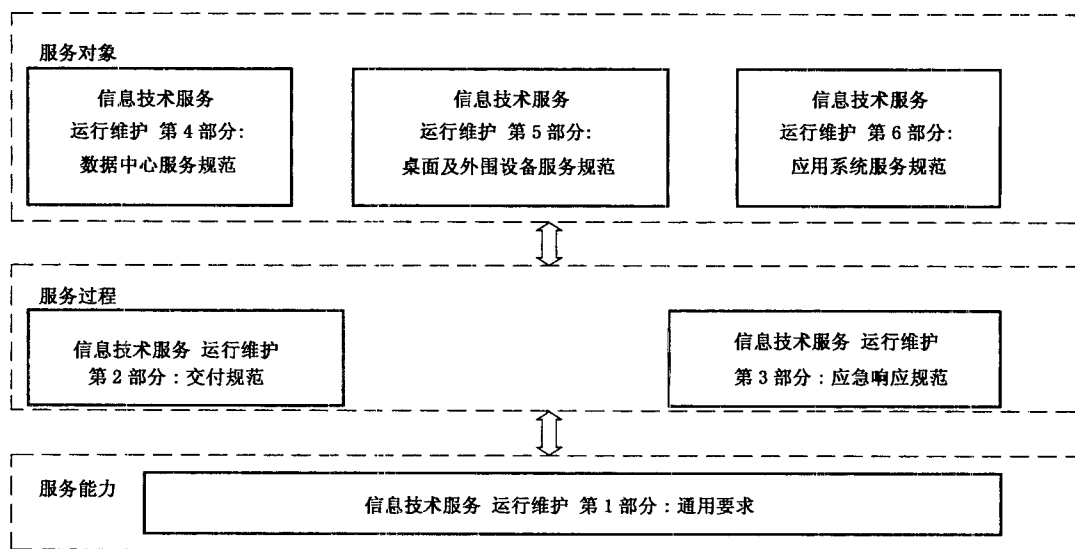 服务对象
信息技术服务
运行维护 第4部分:
数据中心服务规范
信息技术服务
运行维护 第5部分:
桌面及外围设备服务规范
信息技术服务
运行维护 第6部分:
应用系统服务规范
服务过程
信息技术服务 运行维护
第2部分:交付规范
信息技术服务 运行维护
第3部分:应急响应规范
服务能力
信息技术服务 运行维护 第1部分:通用要求